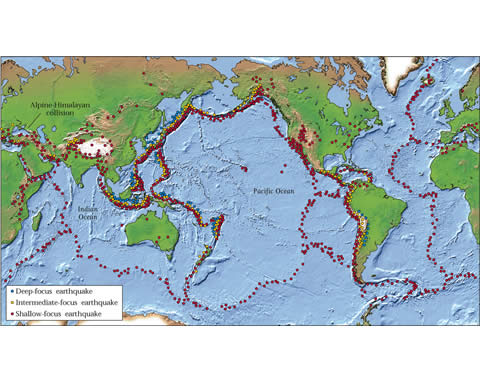 Alpine-Himalayan
collision
Indian
Ocean
Pacific Ocean
Deep-focus earthquake
Intermediate-focus earthquake
Shallow-focus earthquake